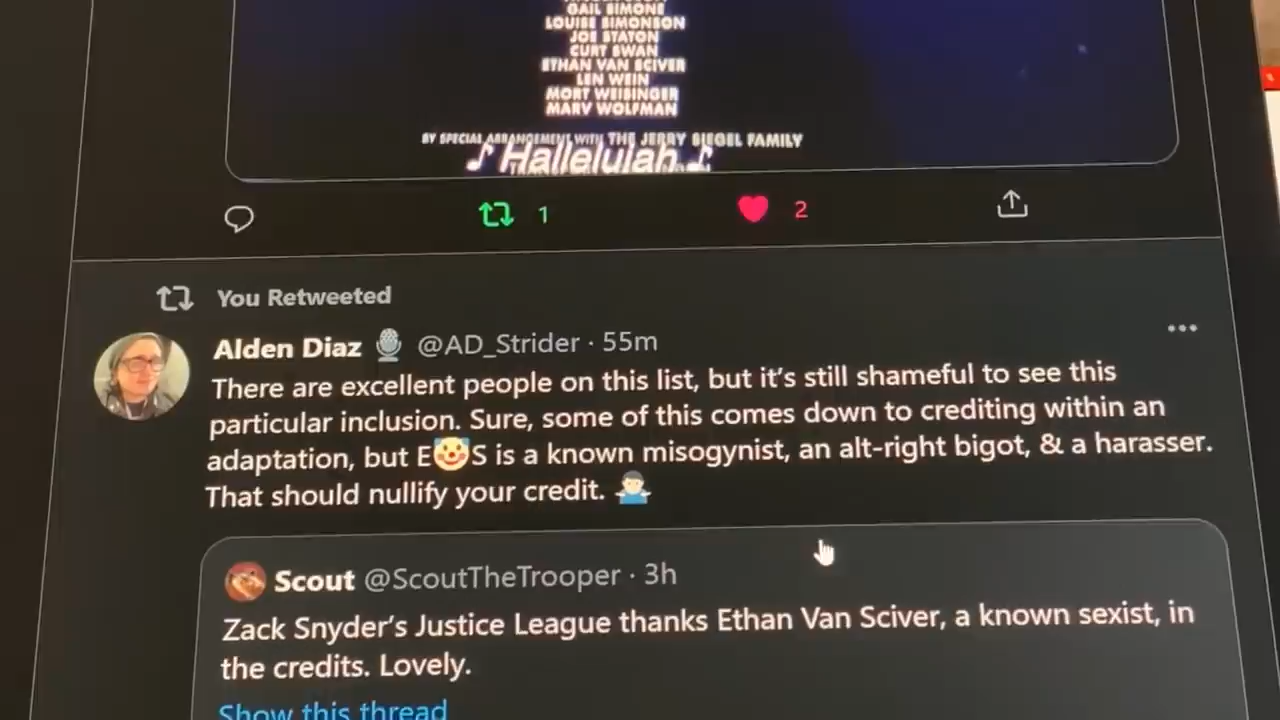 GAIL SIMONE
LOUISE SIMONSON
JOE STATON
CURT SWAN
ETHAN VAN SCIVER
LEN WEIN
MORT WEISINGER
MARV WOLFMAN
BY SPECIAL ARRANGEMENT WITH THE JERRY SIEGEL FAMILY
♪ Hallelujah ♪
1
2
You Retweeted
Alden Diaz 🎙 @AD_Strider · 55m
There are excellent people on this list, but it's still shameful to see this
particular inclusion. Sure, some of this comes down to crediting within an
adaptation, but E🤡S is a known misogynist, an alt-right bigot, & a harasser.
That should nullify your credit. 🤷🏻‍♂️
Scout @ScoutTheTrooper · 3h
Zack Snyder's Justice League thanks Ethan Van Sciver, a known sexist, in
the credits. Lovely.
Show this thread